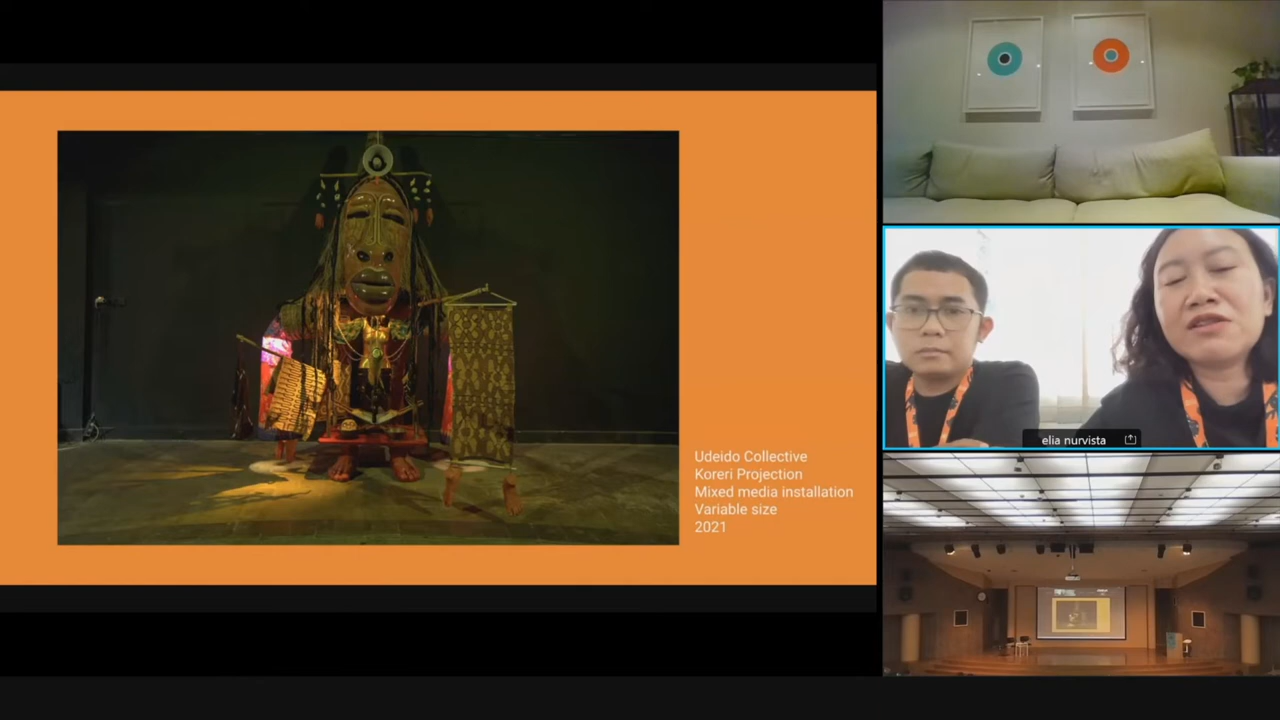 Udeido Collective
Koreri Projection
Mixed media installation
Variable size
2021
elia nurvista